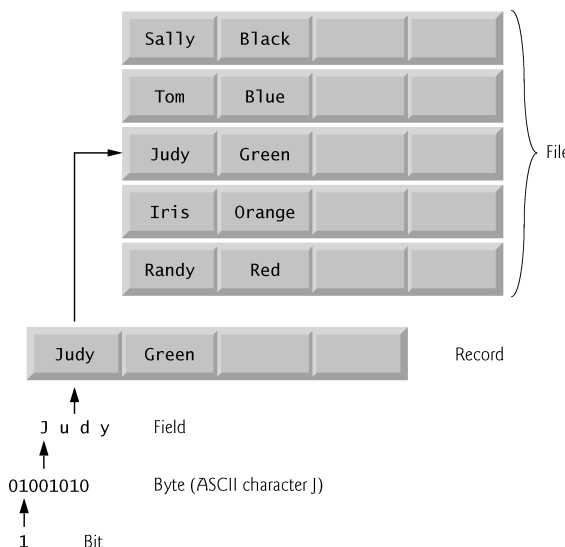 Sally Black
Tom Blue
Judy Green
File
Iris Orange
Randy Red
Judy Green Record
J u d y Field
01001010 Byte (ASCII character J)
1 Bit